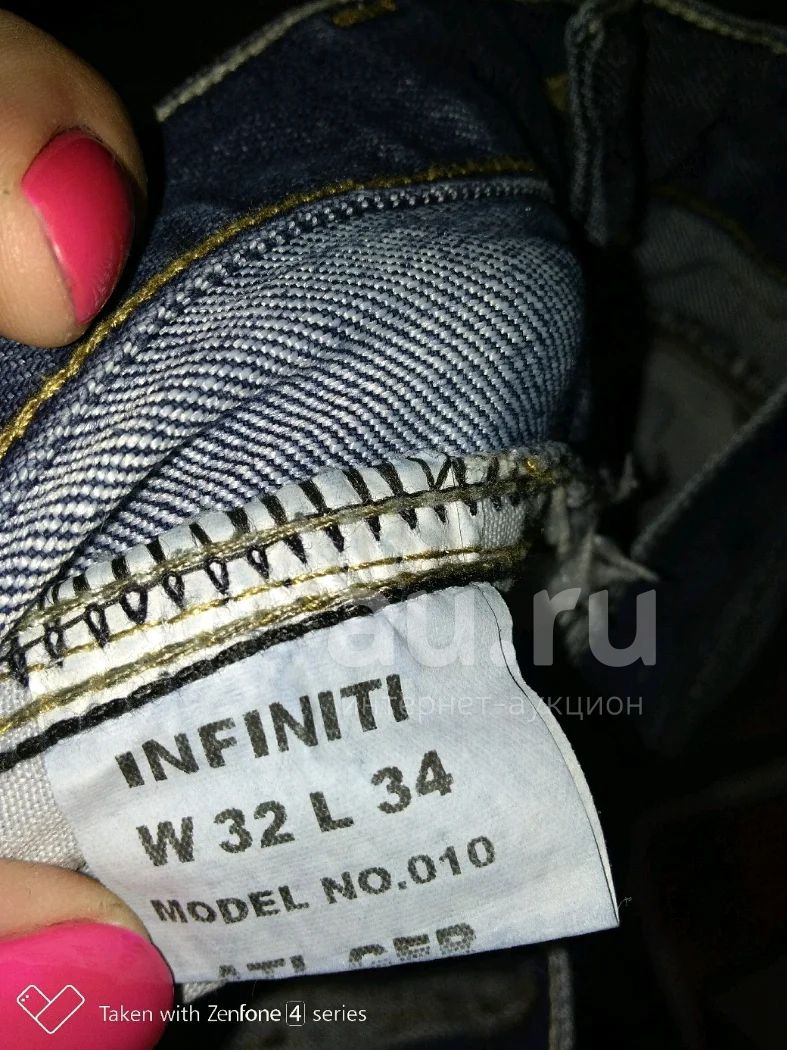 au.ru
интернет-аукцион
INFINITI
W 32 L 34
MODEL NO.010
Taken with Zenfone 4 series